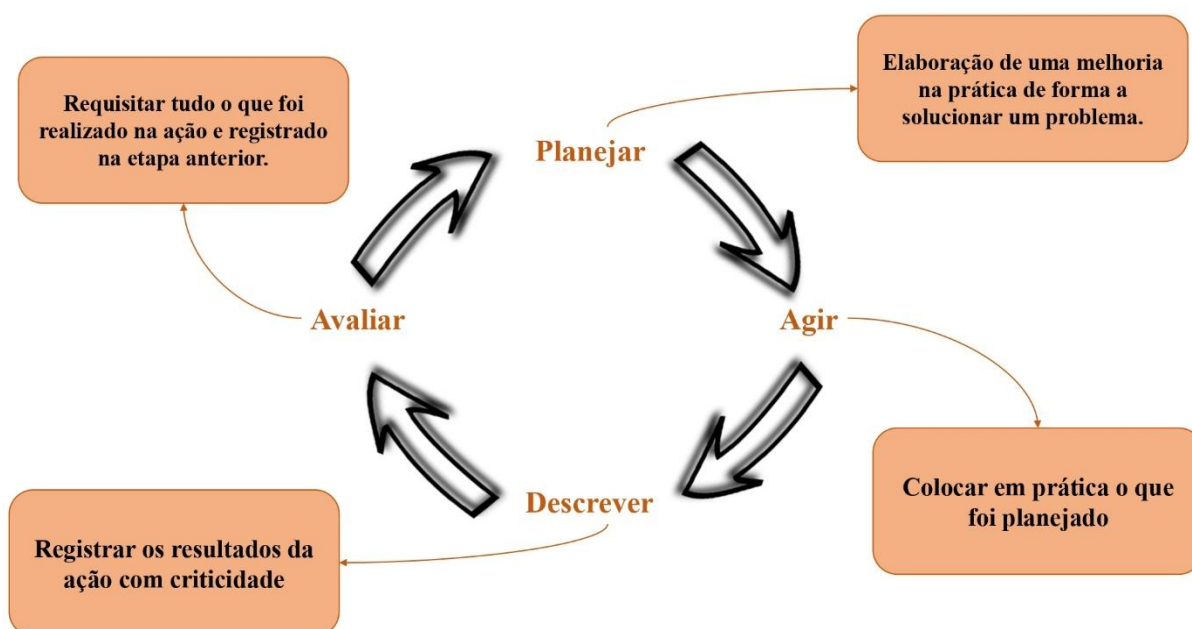 Planejar
Elaboração de uma melhoria
na prática de forma a
solucionar um problema.
Agir
Colocar em prática o que
foi planejado
Descrever
Registrar os resultados da
ação com criticidade
Avaliar
Requisitar tudo o que foi
realizado na ação e registrado
na etapa anterior.